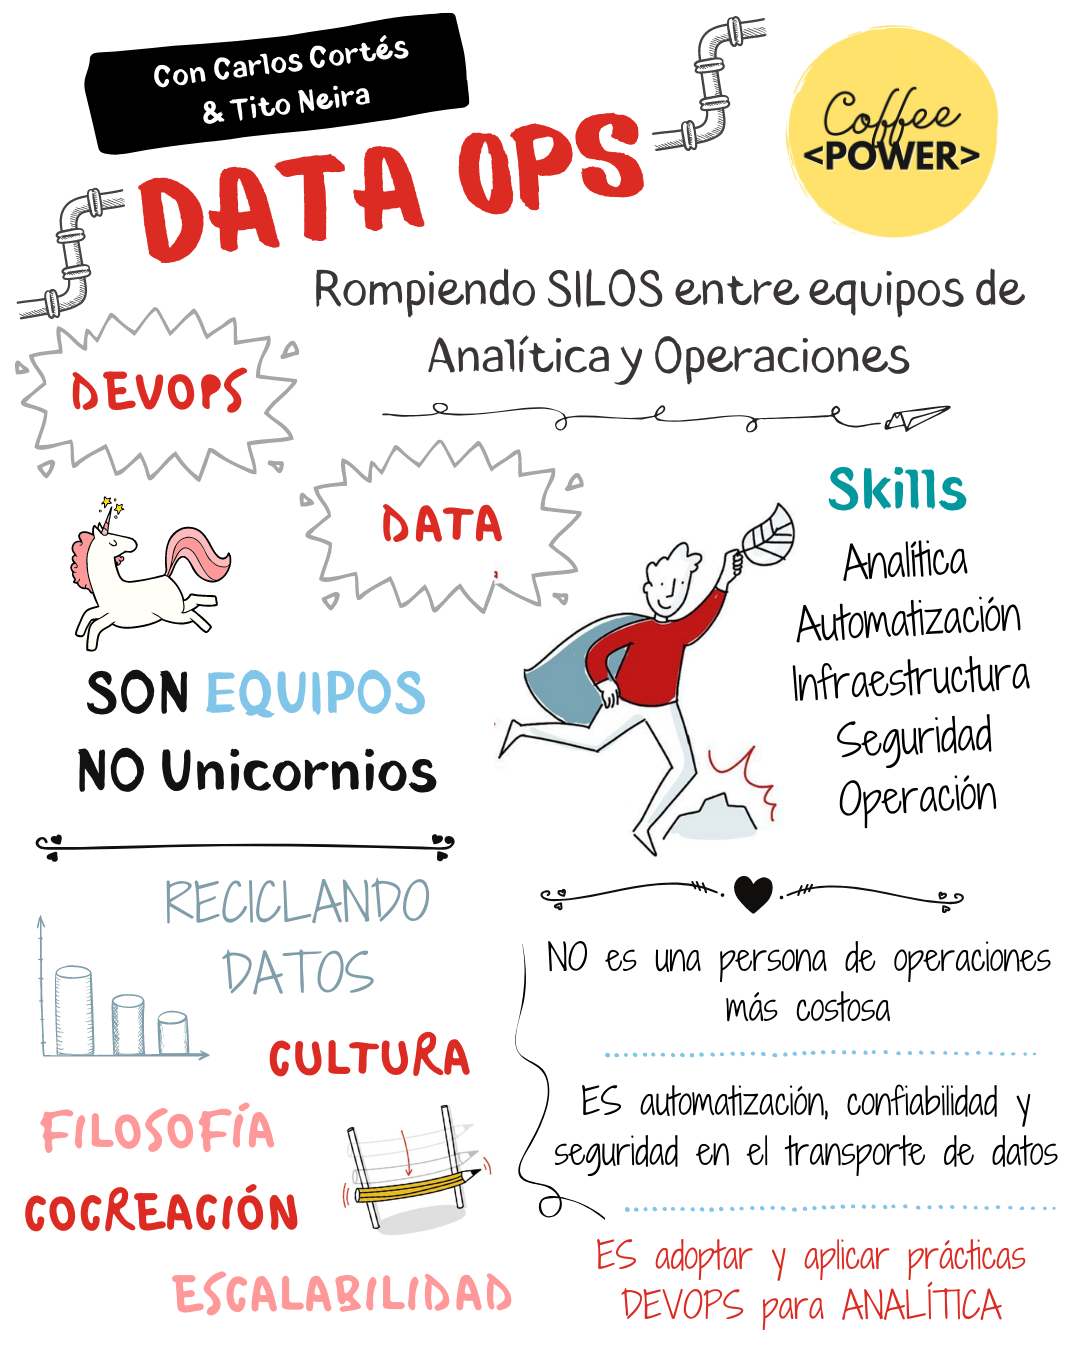 Con Carlos Cortés
& Tito Neira
DATA OPS
Coffee
<POWER>
Rompiendo SILOS entre equipos de
Analítica y Operaciones
DEVOPS
DATA
SON EQUIPOS
NO Unicornios
Skills
Analítica
Automatización
Infraestructura
Seguridad
Operación
RECICLANDO
DATOS
CULTURA
FILOSOFÍA
COCREACIÓN
ESCALABILIDAD
NO es una persona de operaciones
más costosa
ES automatización, confiabilidad y
seguridad en el transporte de datos
ES adoptar y aplicar prácticas
DEVOPS para ANALÍTICA